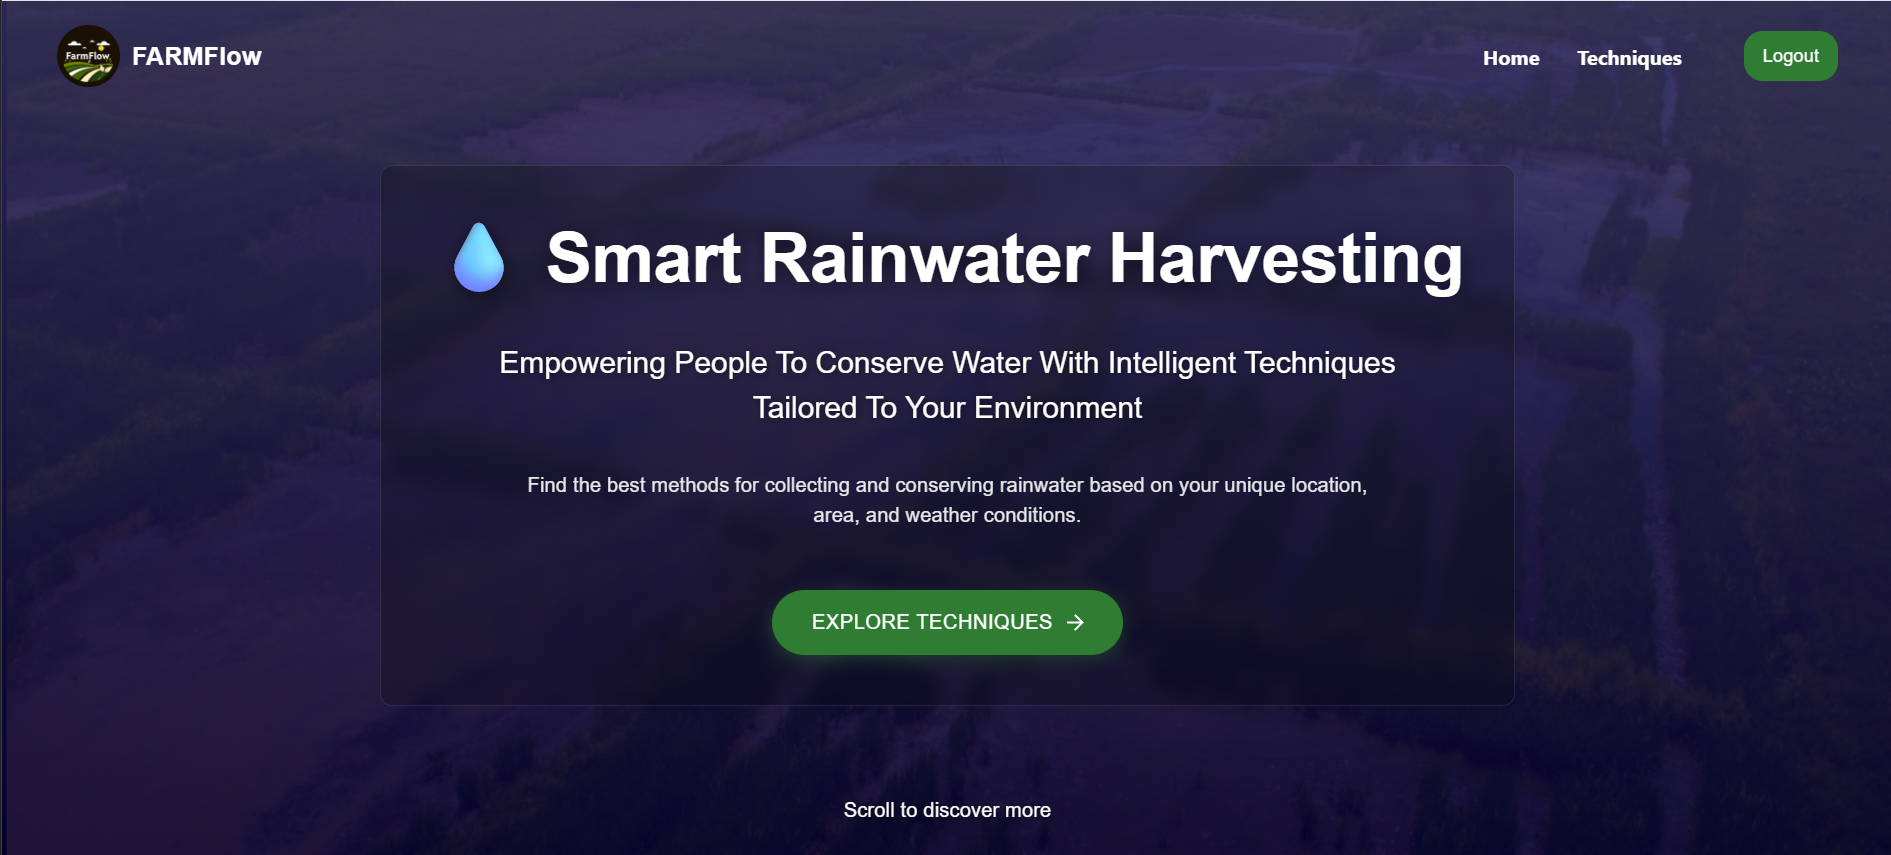 FarmFlow
FARMFlow
Home
Techniques
Logout
Smart Rainwater Harvesting
Empowering People To Conserve Water With Intelligent Techniques
Tailored To Your Environment
Find the best methods for collecting and conserving rainwater based on your unique location,
area, and weather conditions.
EXPLORE TECHNIQUES →
Scroll to discover more